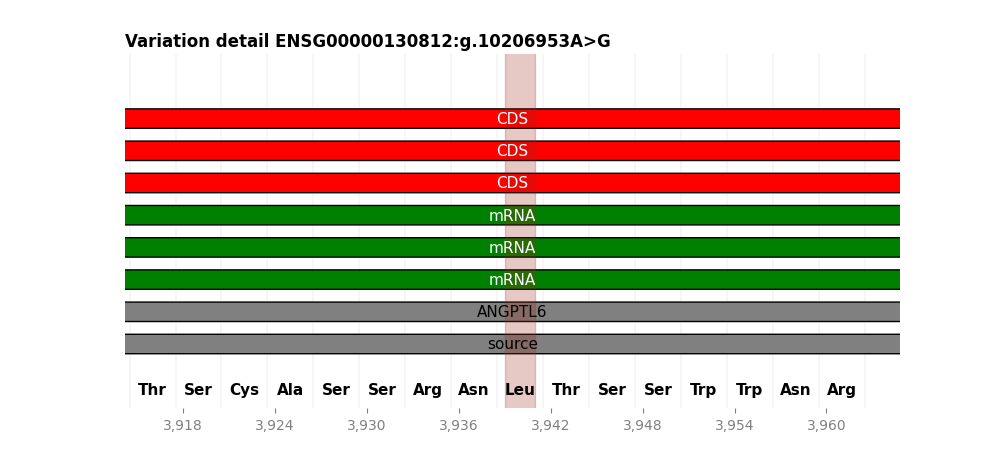 Variation detail ENSG00000130812:g.10206953A>G
CDS
CDS
CDS
mRNA
mRNA
mRNA
ANGPTL6
source
Thr Ser Cys Ala Ser Ser Arg Asn Leu Thr Ser Ser Trp Trp Asn Arg
3,918 3,924 3,930 3,936 3,942 3,948 3,954 3,960